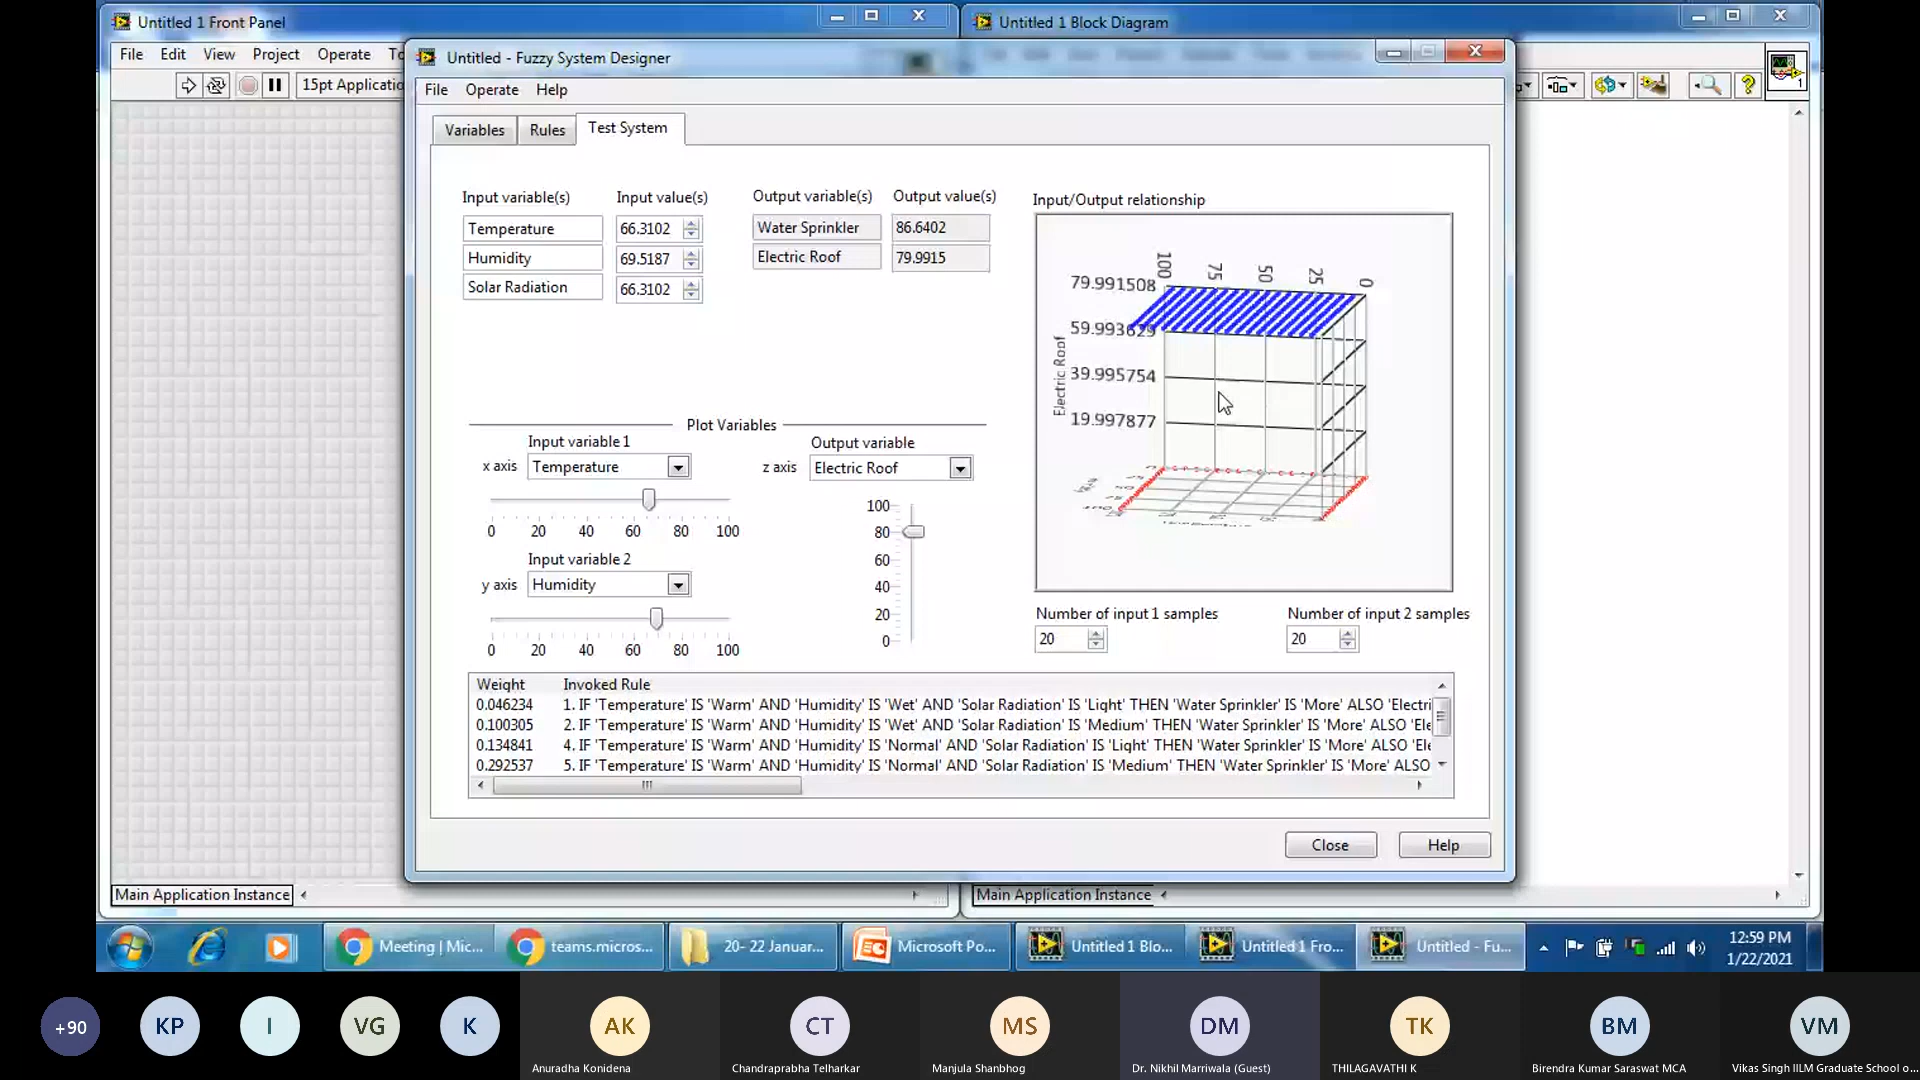 Untitled 1 Front Panel
Untitled 1 Block Diagram
File Edit View Project Operate To
15pt Applicatio
Untitled - Fuzzy System Designer
File Operate Help
Variables Rules Test System
Input variable(s) Input value(s) Output variable(s) Output value(s) Input/Output relationship
Temperature 66.3102 Water Sprinkler 86.6402
Humidity 69.5187 Electric Roof 79.9915
Solar Radiation 66.3102
100 75 50 25 0
79.991508
59.993629
39.995754
19.997877
Electric Roof
Plot Variables
Input variable 1 Output variable
x axis Temperature z axis Electric Roof
0 20 40 60 80 100
100
80
60
40
20
0
Input variable 2
y axis Humidity
0 20 40 60 80 100
Number of input 1 samples Number of input 2 samples
20 20
Weight Invoked Rule
0.046234 1. IF 'Temperature' IS 'Warm' AND 'Humidity' IS 'Wet' AND 'Solar Radiation' IS 'Light' THEN 'Water Sprinkler' IS 'More' ALSO 'Electri
0.100305 2. IF 'Temperature' IS 'Warm' AND 'Humidity' IS 'Wet' AND 'Solar Radiation' IS 'Medium' THEN 'Water Sprinkler' IS 'More' ALSO 'Ele
0.134841 4. IF 'Temperature' IS 'Warm' AND 'Humidity' IS 'Normal' AND 'Solar Radiation' IS 'Light' THEN 'Water Sprinkler' IS 'More' ALSO 'Ele
0.292537 5. IF 'Temperature' IS 'Warm' AND 'Humidity' IS 'Normal' AND 'Solar Radiation' IS 'Medium' THEN 'Water Sprinkler' IS 'More' ALSO
Close Help
Main Application Instance Main Application Instance
Meeting | Mic... teams.micros... 20- 22 Januar... Microsoft Po... Untitled 1 Blo... Untitled 1 Fro... Untitled - Fu...
12:59 PM
1/22/2021
+90 KP I VG K AK CT MS DM TK BM VM
Anuradha Konidena Chandraprabha Telharkar Manjula Shanbhog Dr. Nikhil Marriwala (Guest) THILAGAVATHI K Birendra Kumar Saraswat MCA Vikas Singh IILM Graduate School o...